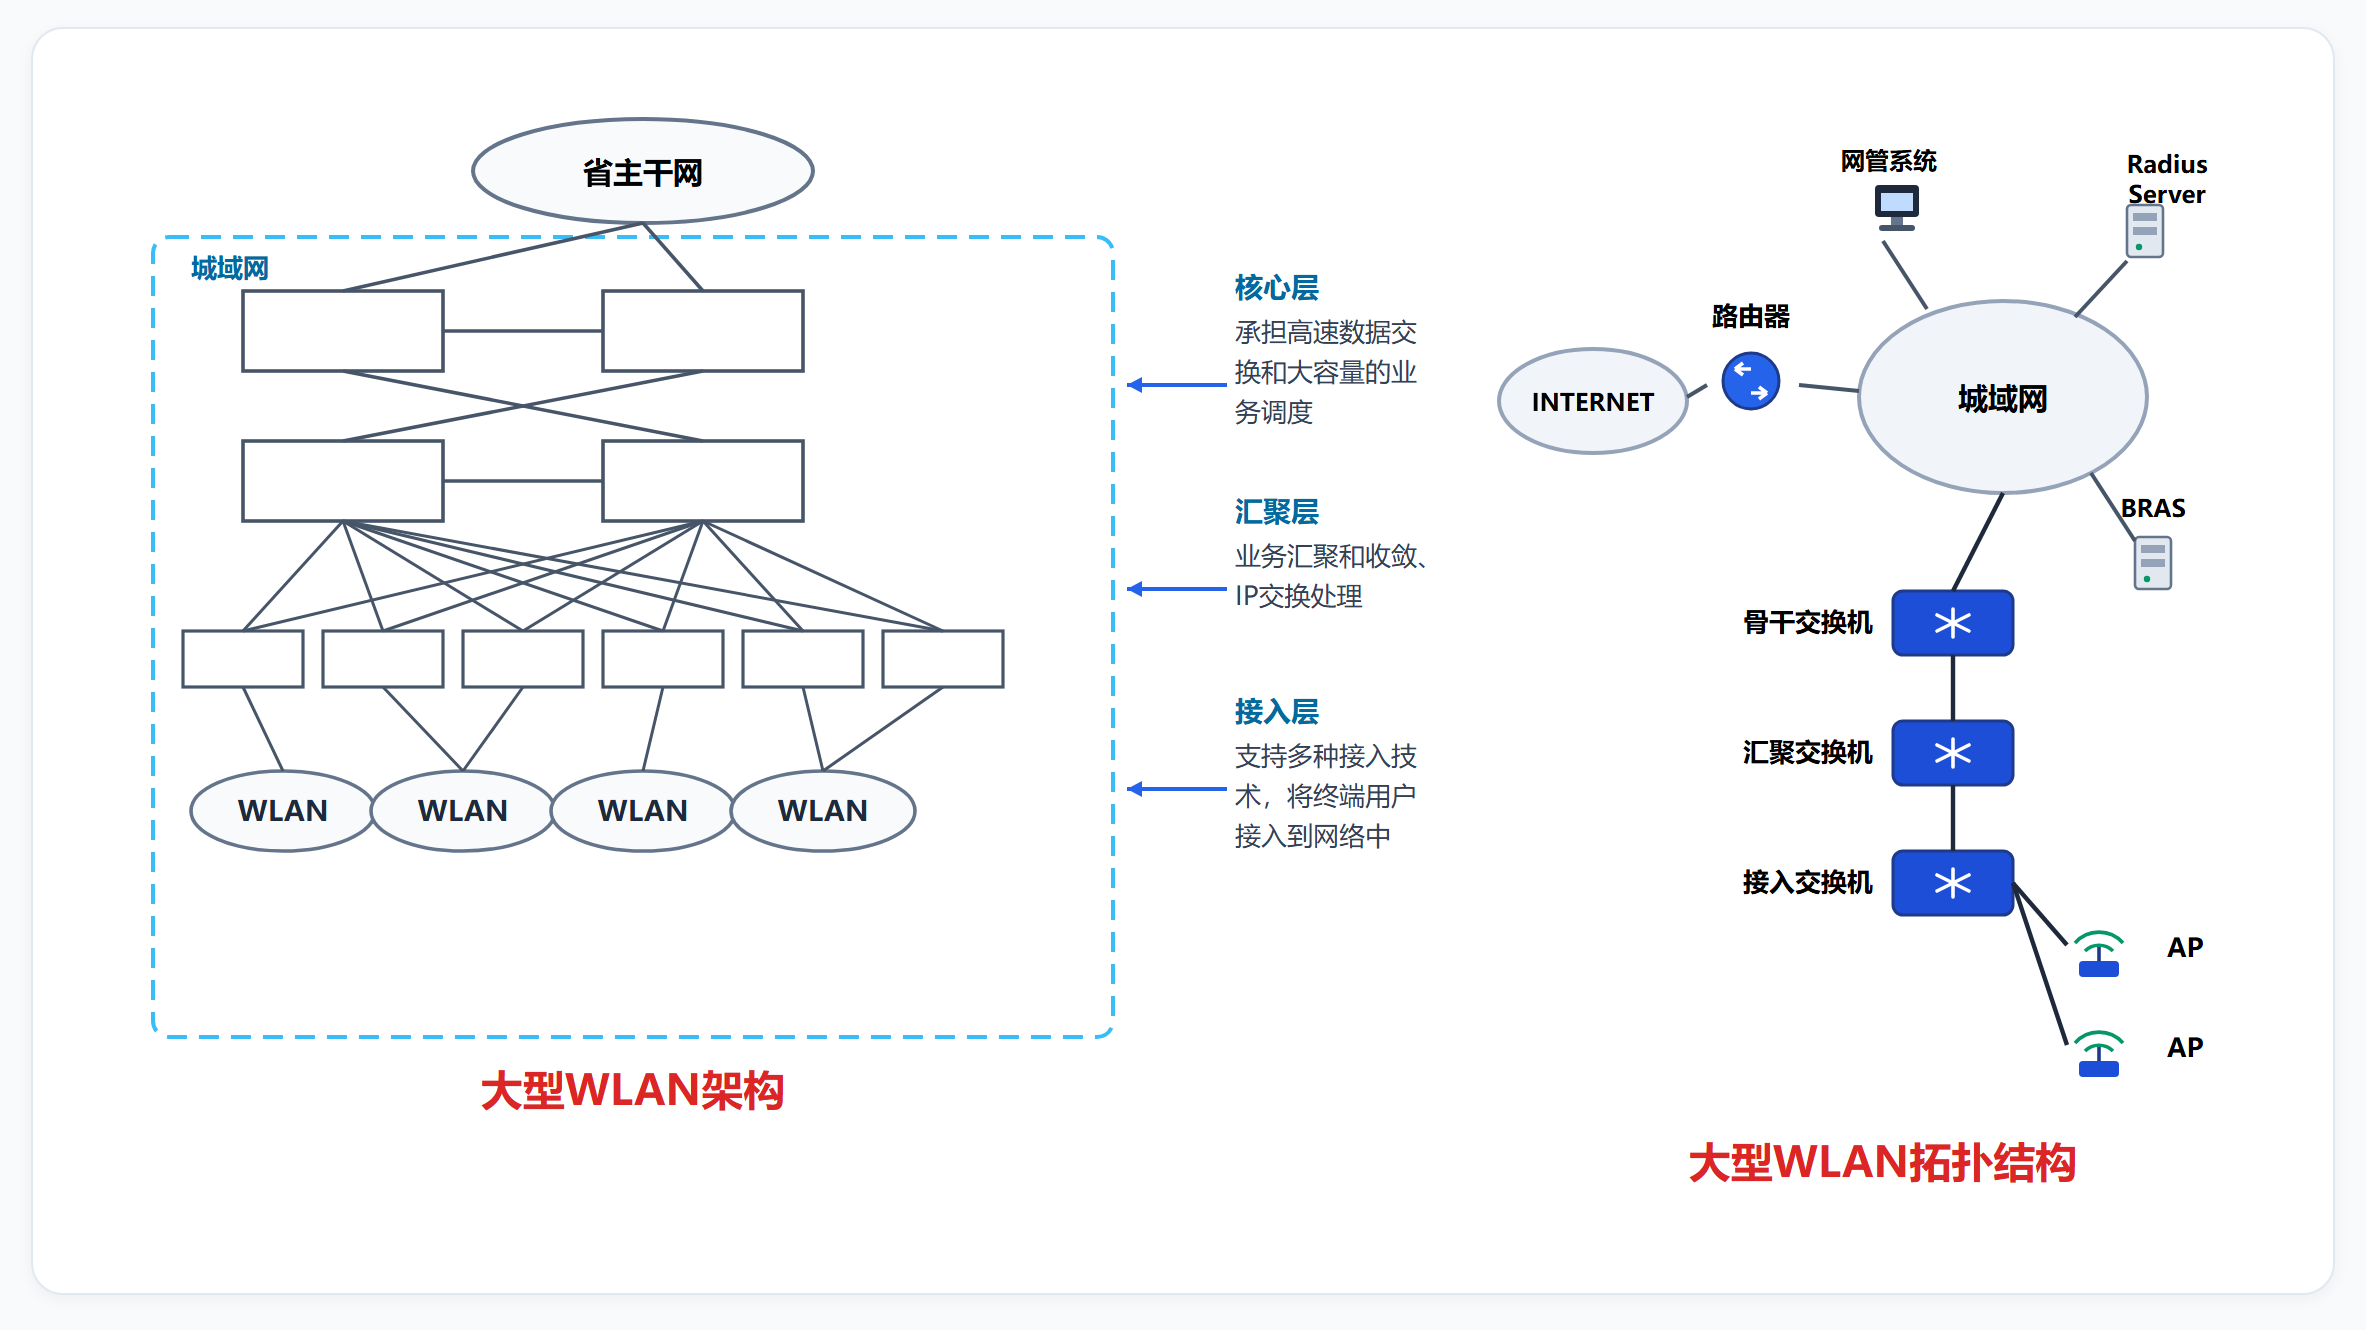 省主干网
城域网
WLAN
WLAN
WLAN
WLAN
大型WLAN架构
核心层
承担高速数据交
换和大容量的业
务调度
汇聚层
业务汇聚和收敛、
IP交换处理
接入层
支持多种接入技
术，将终端用户
接入到网络中
网管系统
Radius
Server
路由器
INTERNET
城域网
BRAS
骨干交换机
汇聚交换机
接入交换机
AP
AP
大型WLAN拓扑结构